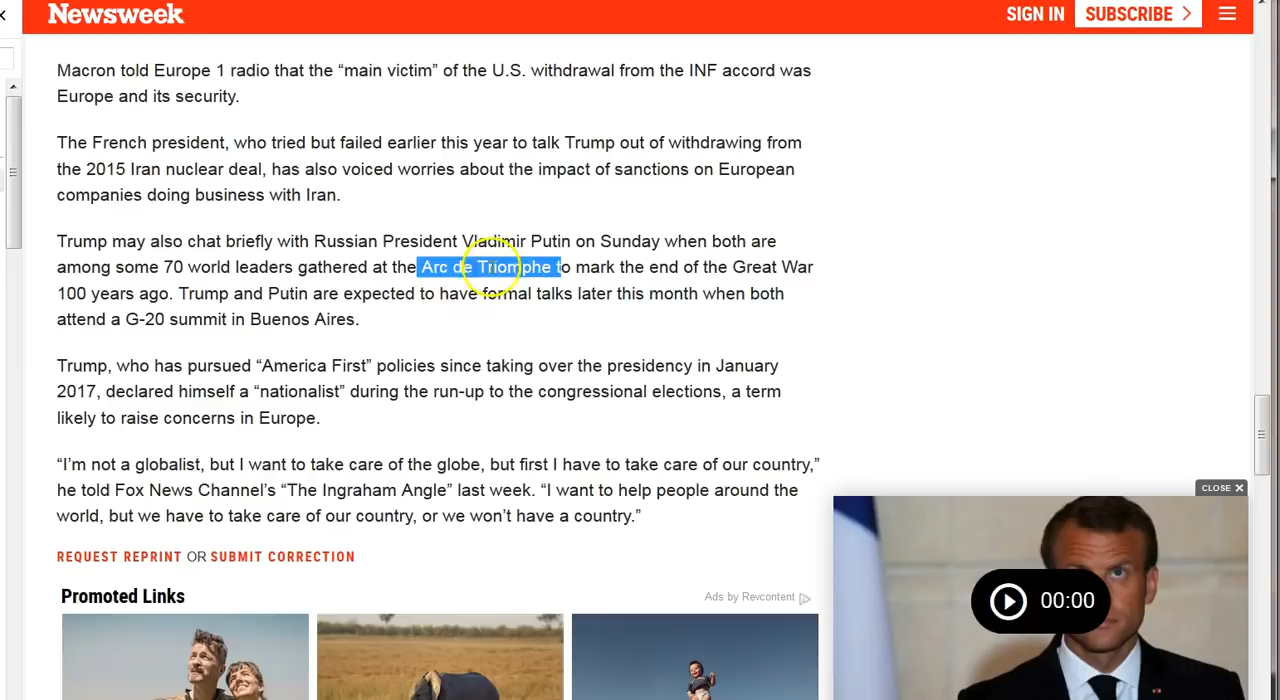 Newsweek
SIGN IN SUBSCRIBE
Macron told Europe 1 radio that the “main victim” of the U.S. withdrawal from the INF accord was
Europe and its security.
The French president, who tried but failed earlier this year to talk Trump out of withdrawing from
the 2015 Iran nuclear deal, has also voiced worries about the impact of sanctions on European
companies doing business with Iran.
Trump may also chat briefly with Russian President Vladimir Putin on Sunday when both are
among some 70 world leaders gathered at the Arc de Triomphe to mark the end of the Great War
100 years ago. Trump and Putin are expected to have formal talks later this month when both
attend a G-20 summit in Buenos Aires.
Trump, who has pursued “America First” policies since taking over the presidency in January
2017, declared himself a “nationalist” during the run-up to the congressional elections, a term
likely to raise concerns in Europe.
“I’m not a globalist, but I want to take care of the globe, but first I have to take care of our country,”
he told Fox News Channel’s “The Ingraham Angle” last week. “I want to help people around the
world, but we have to take care of our country, or we won’t have a country.”
CLOSE
REQUEST REPRINT OR SUBMIT CORRECTION
Promoted Links
Ads by Revcontent
00:00